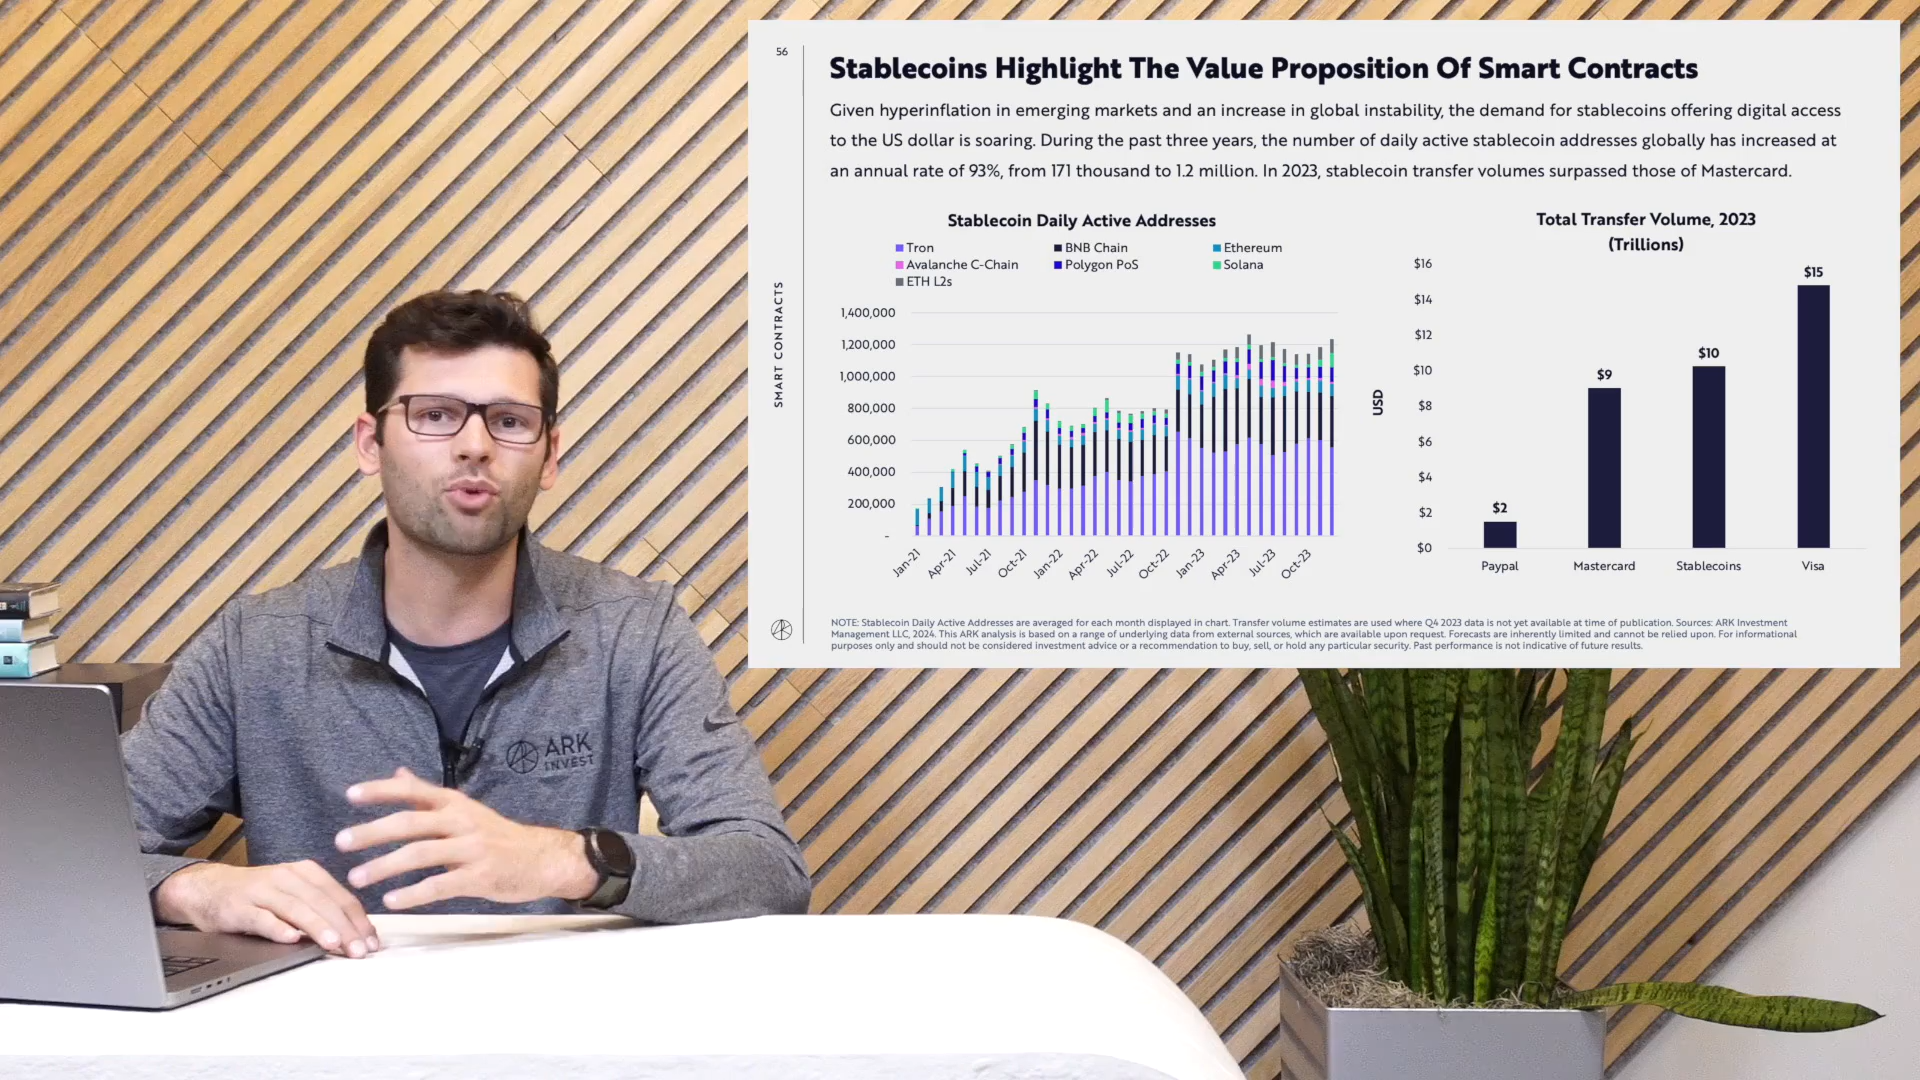 56
Stablecoins Highlight The Value Proposition Of Smart Contracts
Given hyperinflation in emerging markets and an increase in global instability, the demand for stablecoins offering digital access
to the US dollar is soaring. During the past three years, the number of daily active stablecoin addresses globally has increased at
an annual rate of 93%, from 171 thousand to 1.2 million. In 2023, stablecoin transfer volumes surpassed those of Mastercard.
SMART CONTRACTS
Stablecoin Daily Active Addresses
Tron BNB Chain Ethereum
Avalanche C-Chain Polygon PoS Solana
ETH L2s
1,400,000
1,200,000
1,000,000
800,000
600,000
400,000
200,000
-
Jan-21 Apr-21 Jul-21 Oct-21 Jan-22 Apr-22 Jul-22 Oct-22 Jan-23 Apr-23 Jul-23 Oct-23
Total Transfer Volume, 2023
(Trillions)
USD
$16
$14
$12
$10
$8
$6
$4
$2
$0
$2
$9
$10
$15
Paypal Mastercard Stablecoins Visa
NOTE: Stablecoin Daily Active Addresses are averaged for each month displayed in chart. Transfer volume estimates are used where Q4 2023 data is not yet available at time of publication. Sources: ARK Investment
Management LLC, 2024. This ARK analysis is based on a range of underlying data from external sources, which are available upon request. Forecasts are inherently limited and cannot be relied upon. For informational
purposes only and should not be considered investment advice or a recommendation to buy, sell, or hold any particular security. Past performance is not indicative of future results.
ARK
INVEST